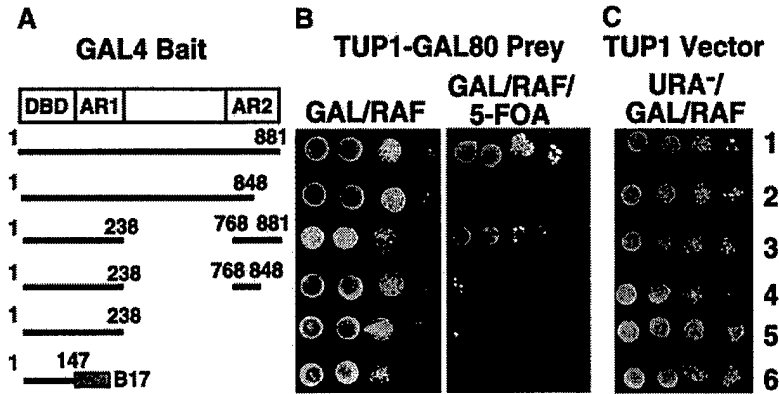 A
GAL4 Bait
DBD AR1 AR2
1 881
1 848
1 238 768 881
1 238 768 848
1 238
1 147 B17
B
TUP1-GAL80 Prey
GAL/RAF
GAL/RAF/
5-FOA
C
TUP1 Vector
URA⁻/
GAL/RAF
1
2
3
4
5
6